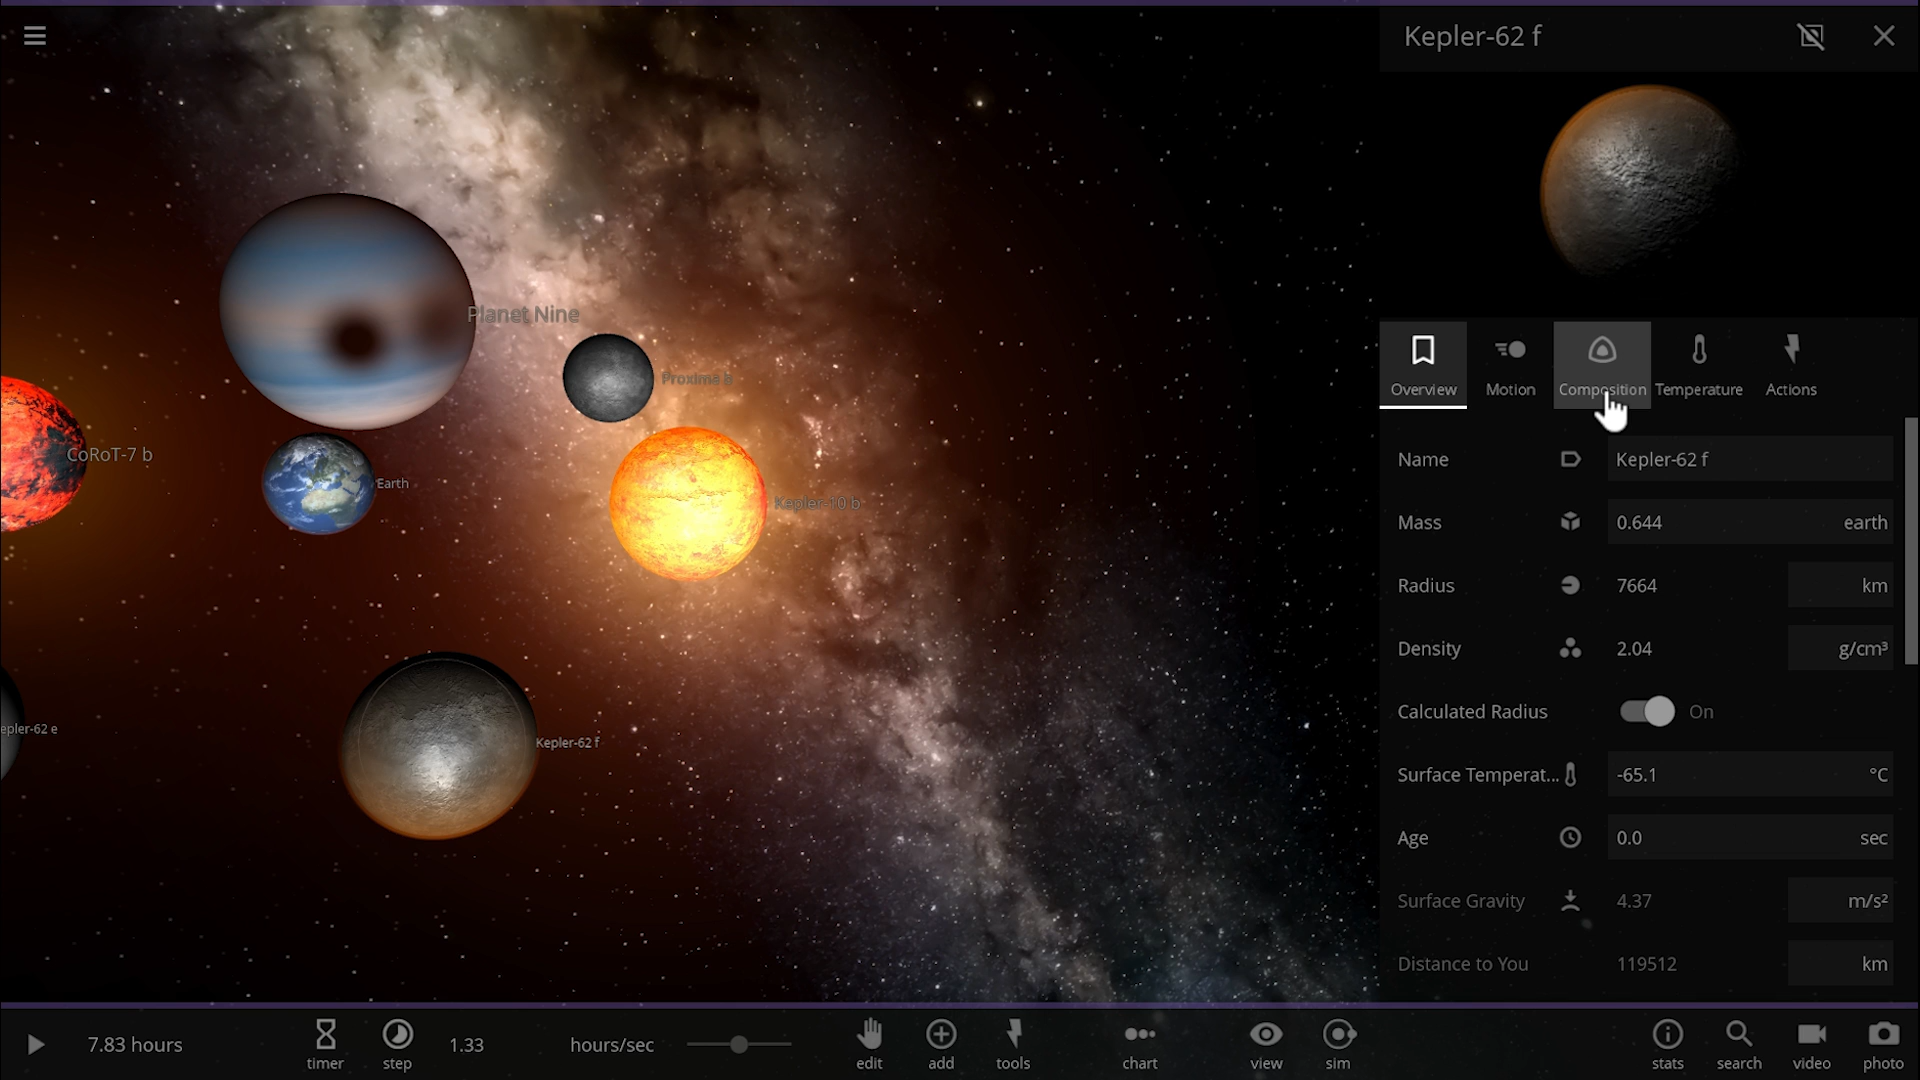 Kepler-62 f
Planet Nine
Proxima b
CoRoT-7 b
Earth
Kepler-10 b
epler-62 e
Kepler-62 f
Overview
Motion
Composition
Temperature
Actions
Name Kepler-62 f
Mass 0.644 earth
Radius 7664 km
Density 2.04 g/cm³
Calculated Radius On
Surface Temperat... -65.1 °C
Age 0.0 sec
Surface Gravity 4.37 m/s²
Distance to You 119512 km
7.83 hours
timer
step
1.33
hours/sec
edit
add
tools
chart
view
sim
stats
search
video
photo